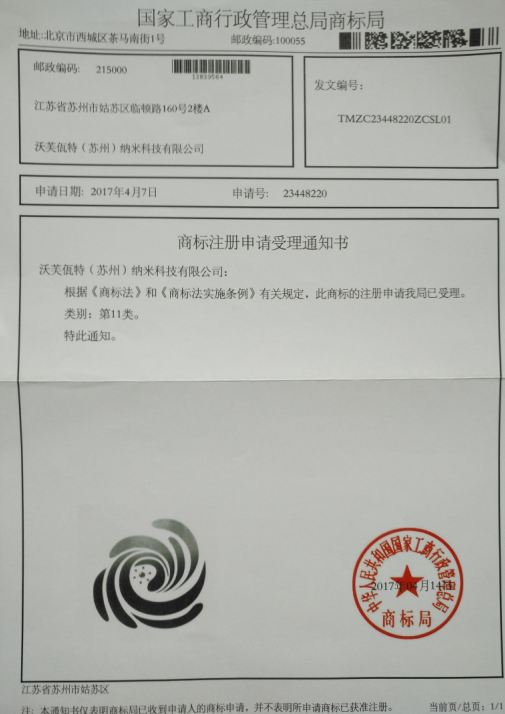 国家工商行政管理总局商标局
地址:北京市西城区茶马南街1号 邮政编码:100055
邮政编码: 215000
江苏省苏州市姑苏区临顿路160号2楼A
沃芙佤特（苏州）纳米科技有限公司
发文编号:
TMZC23448220ZCSL01
申请日期: 2017年4月7日 申请号: 23448220
商标注册申请受理通知书
沃芙佤特（苏州）纳米科技有限公司:
根据《商标法》和《商标法实施条例》有关规定，此商标的注册申请我局已受理。
类别: 第11类。
特此通知。
中华人民共和国国家工商行政管理总局
商标局
江苏省苏州市姑苏区
注: 本通知书仅表明商标局已收到申请人的商标申请，并不表明所申请商标已获准注册。 当前页/总页: 1/1